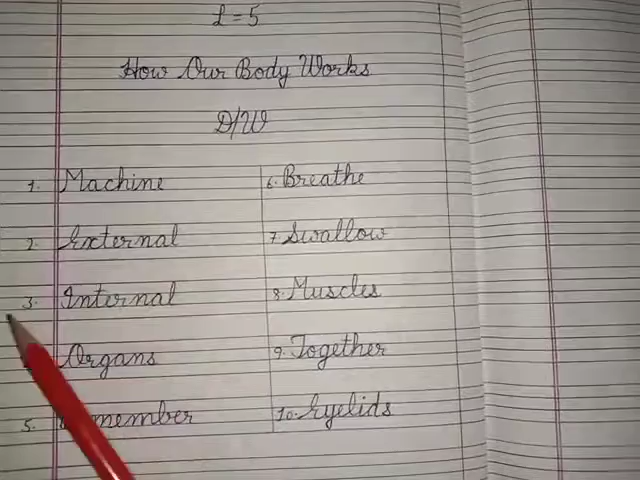 L = 5
How Our Body Works
D/W
1. Machine
2. External
3. Internal
Organs
5. member
6. Breathe
7. Swallow
8. Muscles
9. Together
10. Eyelids